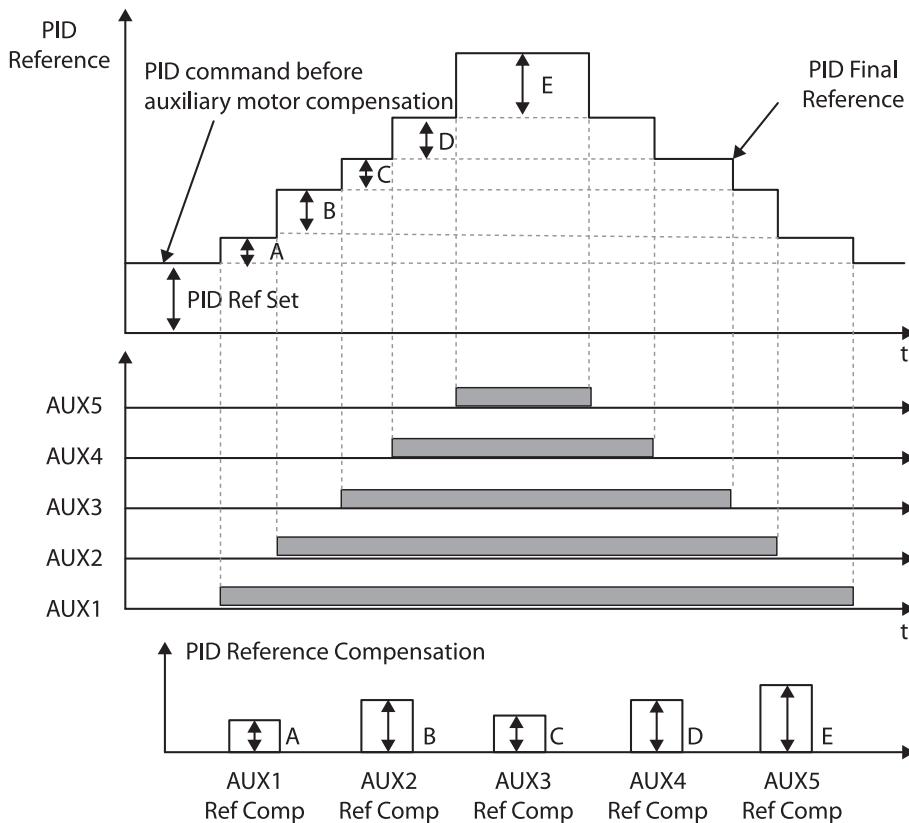 PID
Reference
PID command before
auxiliary motor compensation
PID Final
Reference
E
D
C
B
A
PID Ref Set
t
AUX5
AUX4
AUX3
AUX2
AUX1
t
PID Reference Compensation
A
B
C
D
E
AUX1
Ref Comp
AUX2
Ref Comp
AUX3
Ref Comp
AUX4
Ref Comp
AUX5
Ref Comp